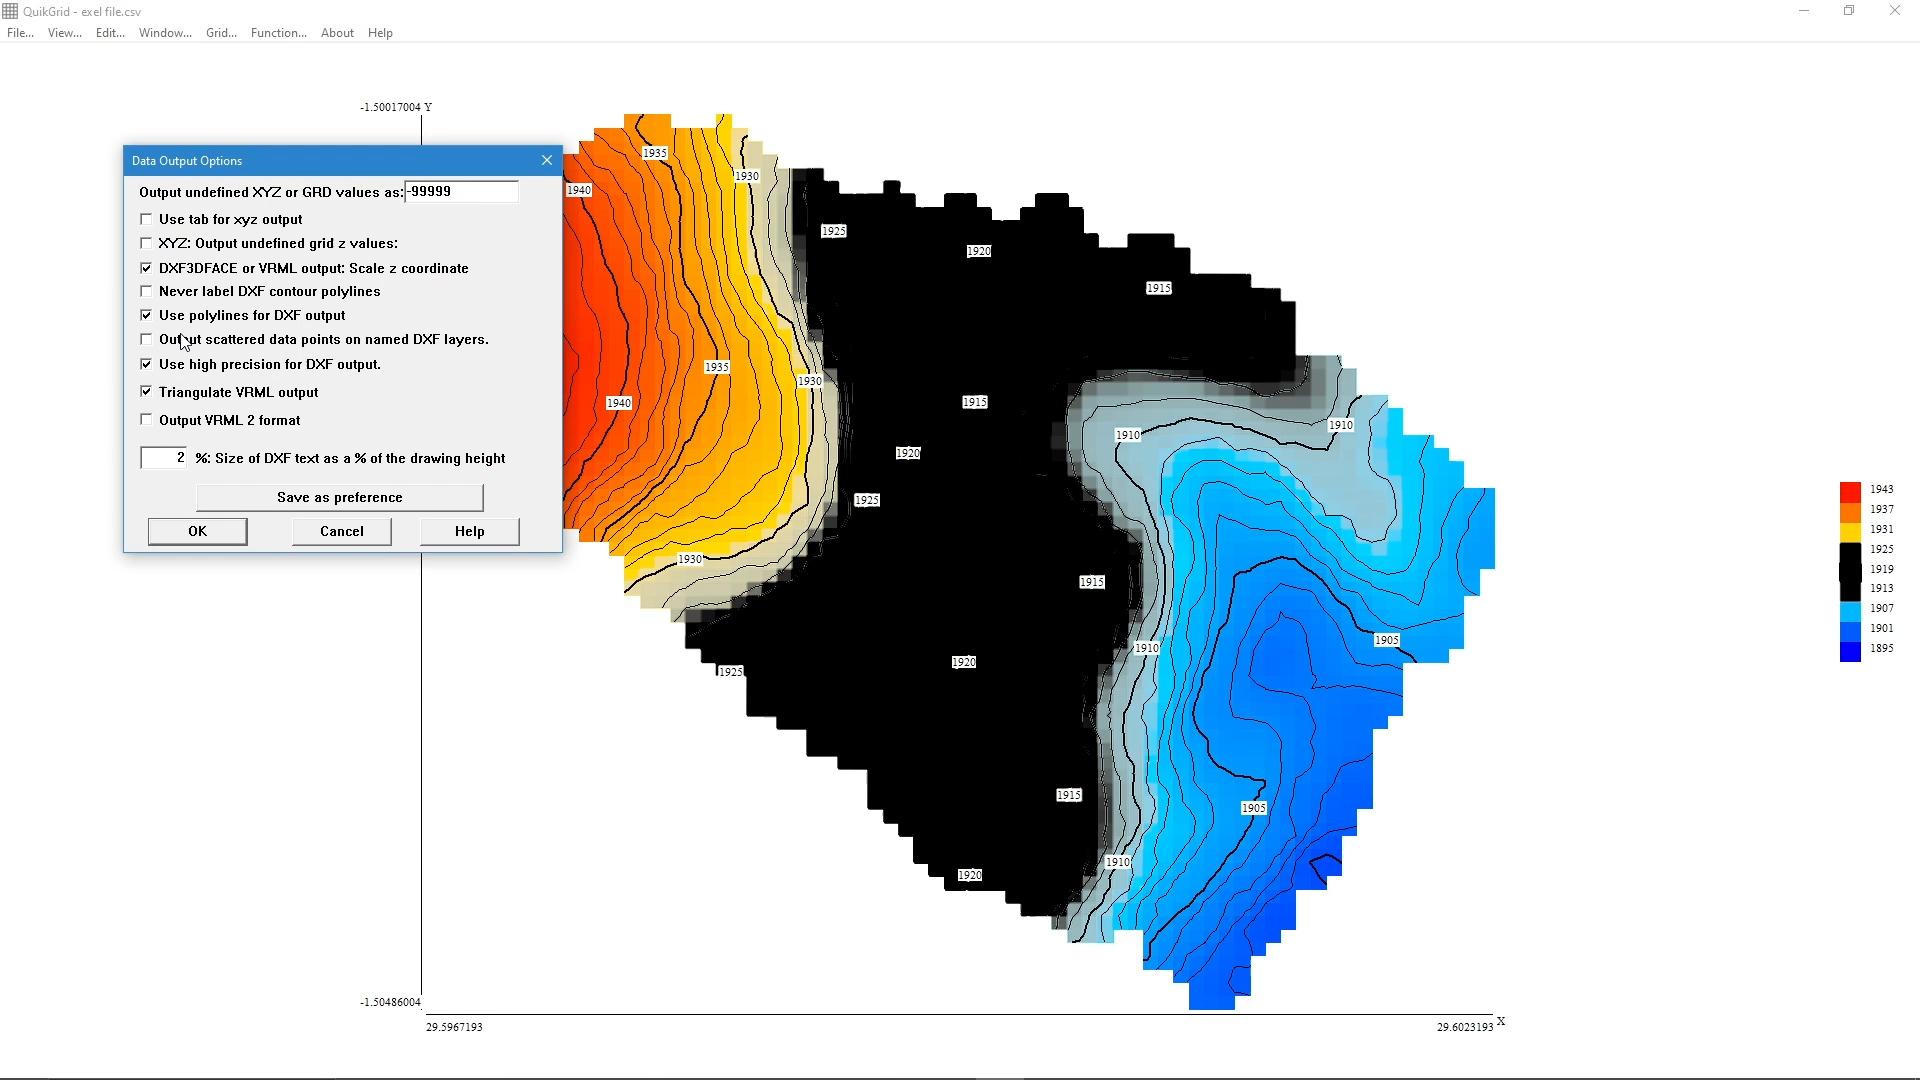 QuikGrid - exel file.csv
File... View... Edit... Window... Grid... Function... About Help
-1.50017004 Y
Data Output Options
Output undefined XYZ or GRD values as: -99999
Use tab for xyz output
XYZ: Output undefined grid z values:
DXF3DFACE or VRML output: Scale z coordinate
Never label DXF contour polylines
Use polylines for DXF output
Output scattered data points on named DXF layers.
Use high precision for DXF output.
Triangulate VRML output
Output VRML 2 format
2 %: Size of DXF text as a % of the drawing height
Save as preference
OK Cancel Help
1935
1930
1940
1925
1920
1915
1935
1930
1940
1915
1910
1910
1920
1925
1930
1915
1905
1910
1920
1925
1915
1905
1910
1920
1943
1937
1931
1925
1919
1913
1907
1901
1895
-1.50486004
29.5967193
29.6023193 X